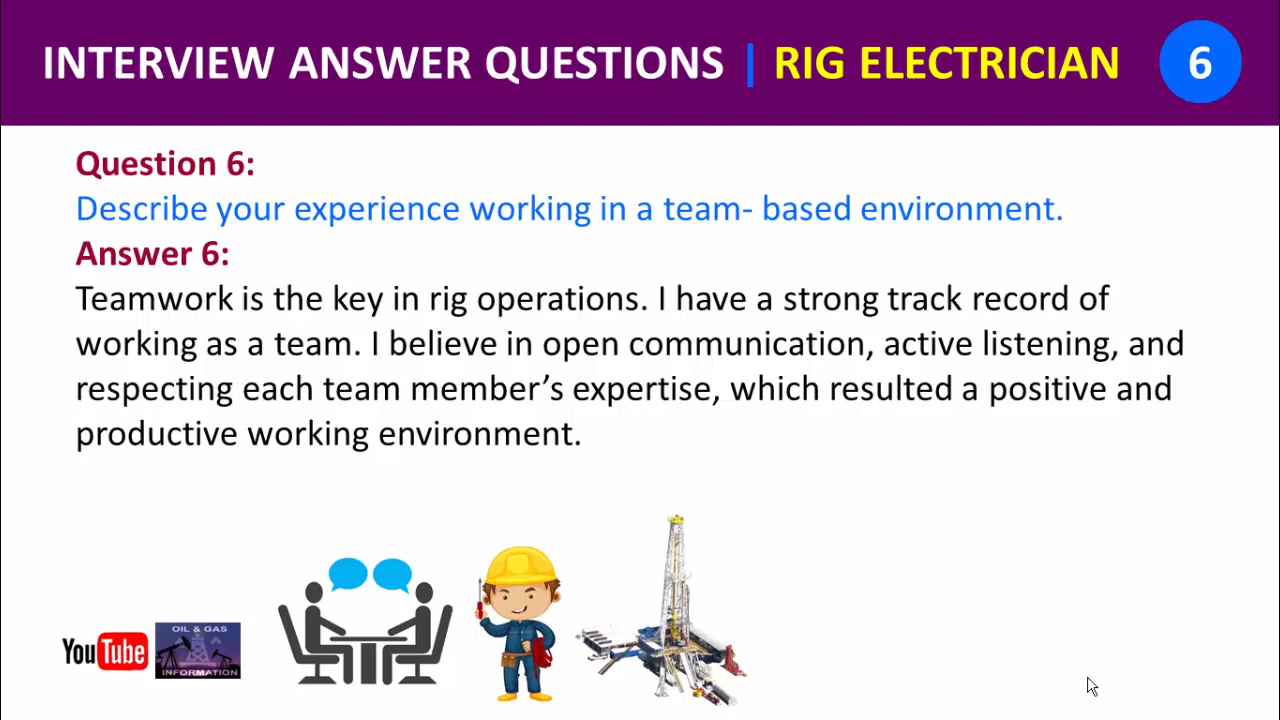 INTERVIEW ANSWER QUESTIONS | RIG ELECTRICIAN 6
Question 6:
Describe your experience working in a team- based environment.
Answer 6:
Teamwork is the key in rig operations. I have a strong track record of
working as a team. I believe in open communication, active listening, and
respecting each team member’s expertise, which resulted a positive and
productive working environment.
YouTube
OIL & GAS
INFORMATION